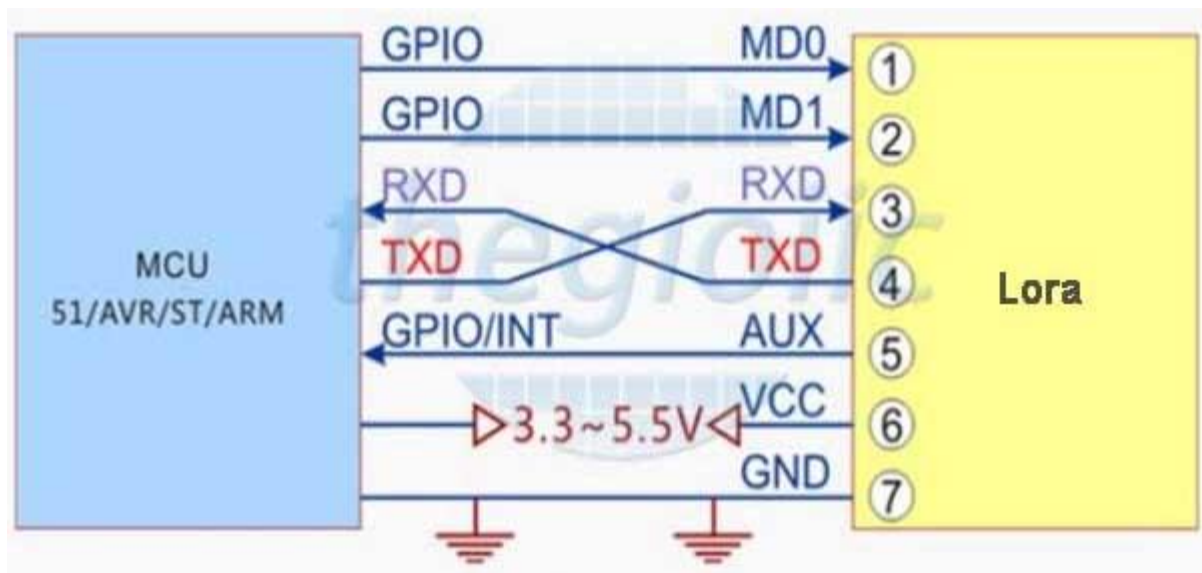 GPIO MD0 1
GPIO MD1 2
RXD RXD 3
MCU TXD TXD 4 Lora
51/AVR/ST/ARM
GPIO/INT AUX 5
3.3~5.5V VCC 6
GND 7
thegioiic